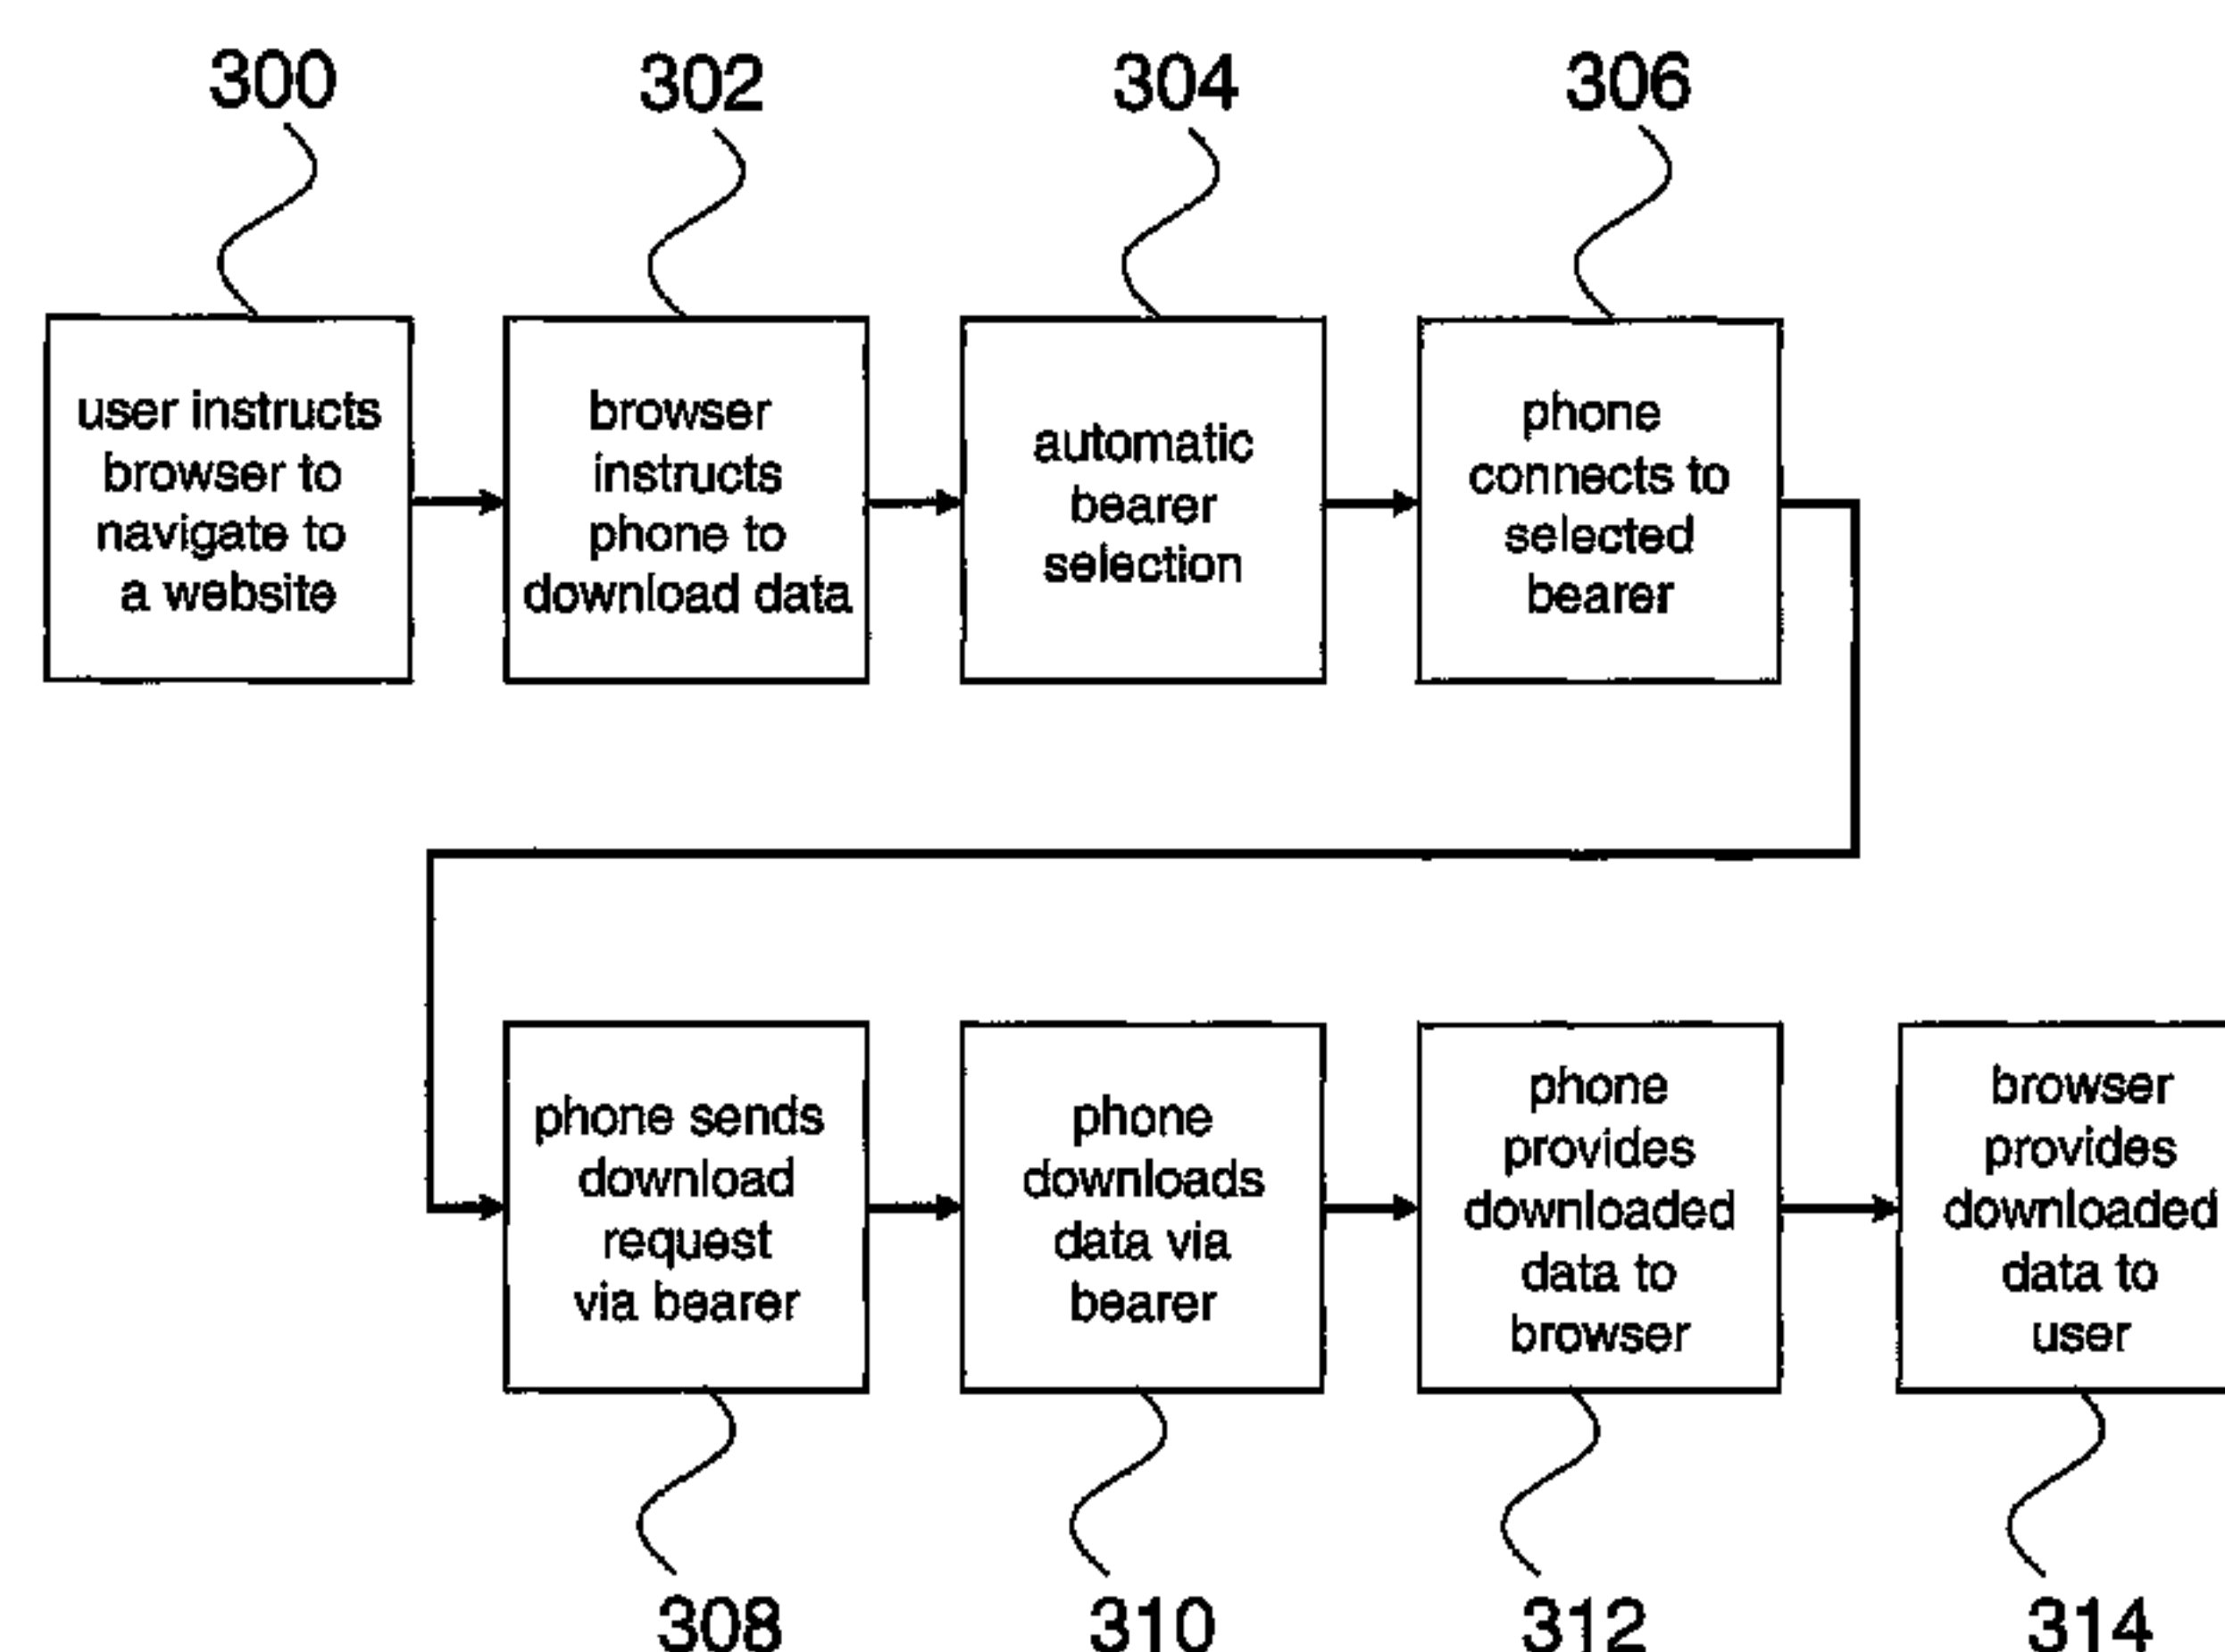 300
302
304
306
user instructs
browser to
navigate to
a website
browser
instructs
phone to
download data
automatic
bearer
selection
phone
connects to
selected
bearer
phone sends
download
request
via bearer
phone
downloads
data via
bearer
phone
provides
downloaded
data to
browser
browser
provides
downloaded
data to
user
308
310
312
314